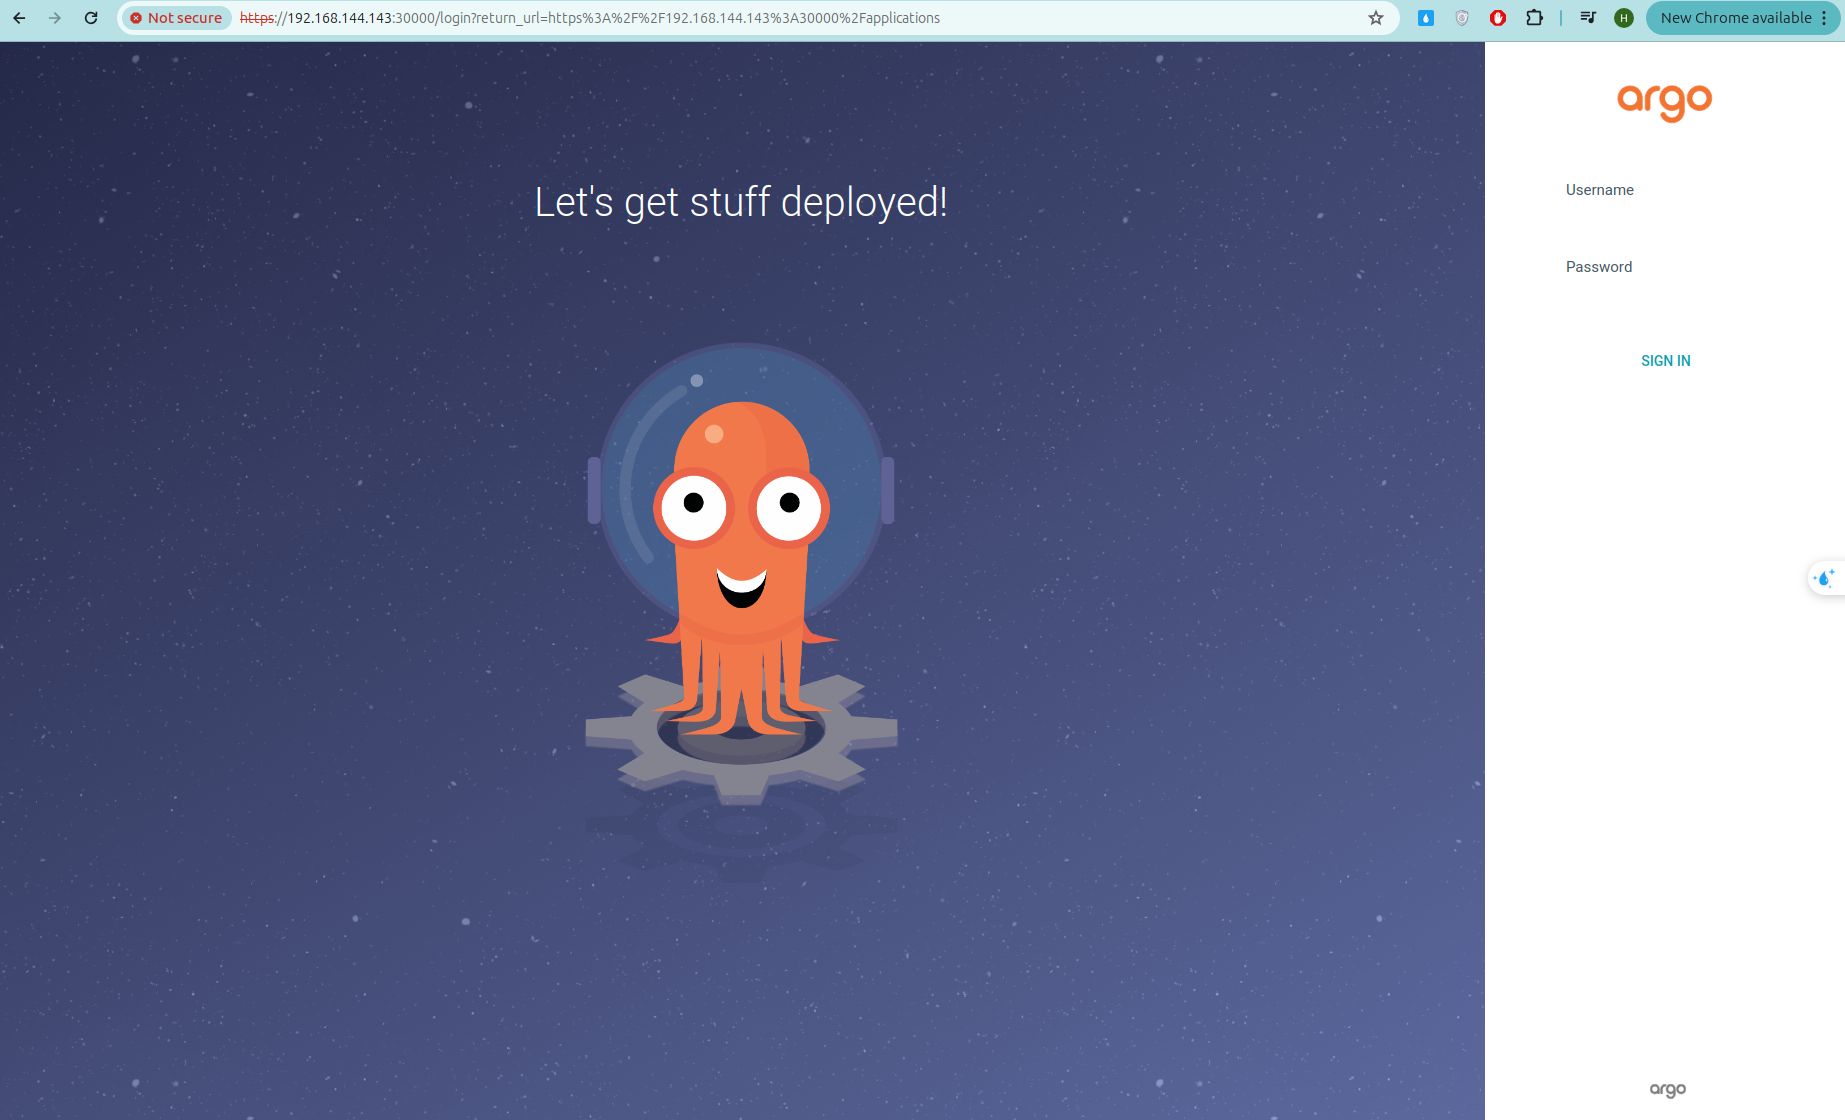 Not secure https://192.168.144.143:30000/login?return_url=https%3A%2F%2F192.168.144.143%3A30000%2Fapplications H New Chrome available
argo
Let's get stuff deployed!
Username
Password
SIGN IN
argo